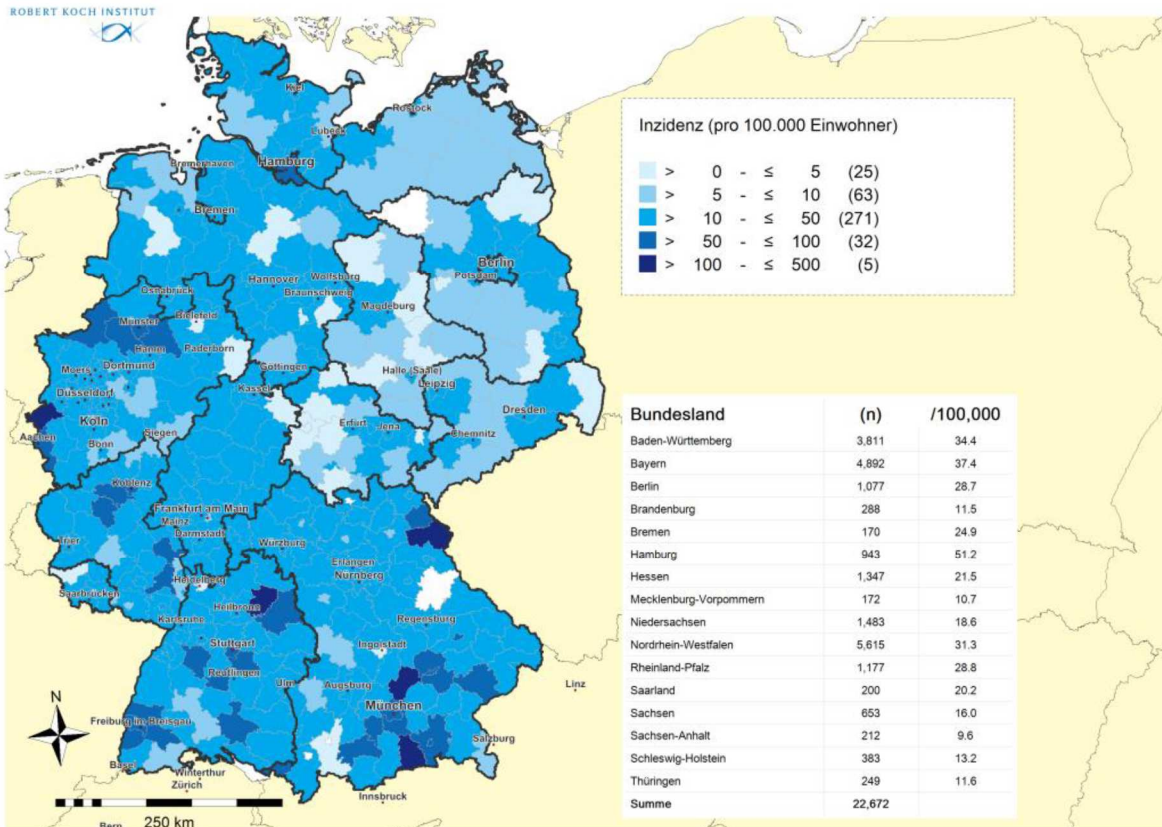 ROBERT KOCH INSTITUT
Kiel
Rostock
Lübeck
Bremerhaven
Hamburg
Bremen
Berlin
Potsdam
Hannover
Wolfsburg
Braunschweig
Osnabrück
Magdeburg
Münster
Bielefeld
Hamm
Paderborn
Göttingen
Halle (Saale)
Leipzig
Moers
Dortmund
Düsseldorf
Kassel
Dresden
Köln
Erfurt
Jena
Chemnitz
Aachen
Bonn
Siegen
Koblenz
Frankfurt am Main
Mainz
Darmstadt
Würzburg
Trier
Erlangen
Nürnberg
Saarbrücken
Heidelberg
Heilbronn
Regensburg
Karlsruhe
Stuttgart
Ingolstadt
Reutlingen
Ulm
Augsburg
München
Linz
Freiburg im Breisgau
Salzburg
Basel
Winterthur
Zürich
Innsbruck
Bern
N
250 km
Inzidenz (pro 100.000 Einwohner)
> 0 - ≤ 5 (25)
> 5 - ≤ 10 (63)
> 10 - ≤ 50 (271)
> 50 - ≤ 100 (32)
> 100 - ≤ 500 (5)
Bundesland (n) /100,000
Baden-Württemberg 3,811 34.4
Bayern 4,892 37.4
Berlin 1,077 28.7
Brandenburg 288 11.5
Bremen 170 24.9
Hamburg 943 51.2
Hessen 1,347 21.5
Mecklenburg-Vorpommern 172 10.7
Niedersachsen 1,483 18.6
Nordrhein-Westfalen 5,615 31.3
Rheinland-Pfalz 1,177 28.8
Saarland 200 20.2
Sachsen 653 16.0
Sachsen-Anhalt 212 9.6
Schleswig-Holstein 383 13.2
Thüringen 249 11.6
Summe 22,672